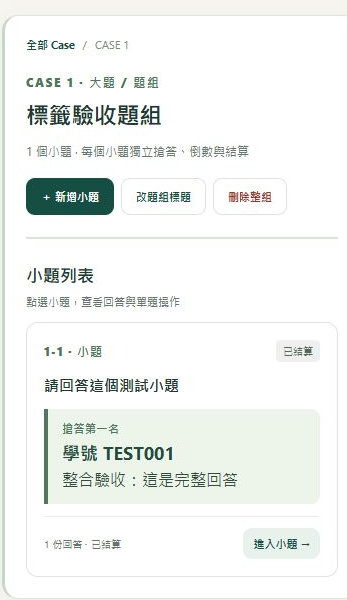 全部 Case / CASE 1
CASE 1 · 大題 / 題組
標籤驗收題組
1 個小題 · 每個小題獨立搶答、倒數與結算
+ 新增小題 改題組標題 刪除整組
小題列表
點選小題，查看回答與單題操作
1-1 · 小題 已結算
請回答這個測試小題
搶答第一名
學號 TEST001
整合驗收：這是完整回答
1 份回答 · 已結算 進入小題 →